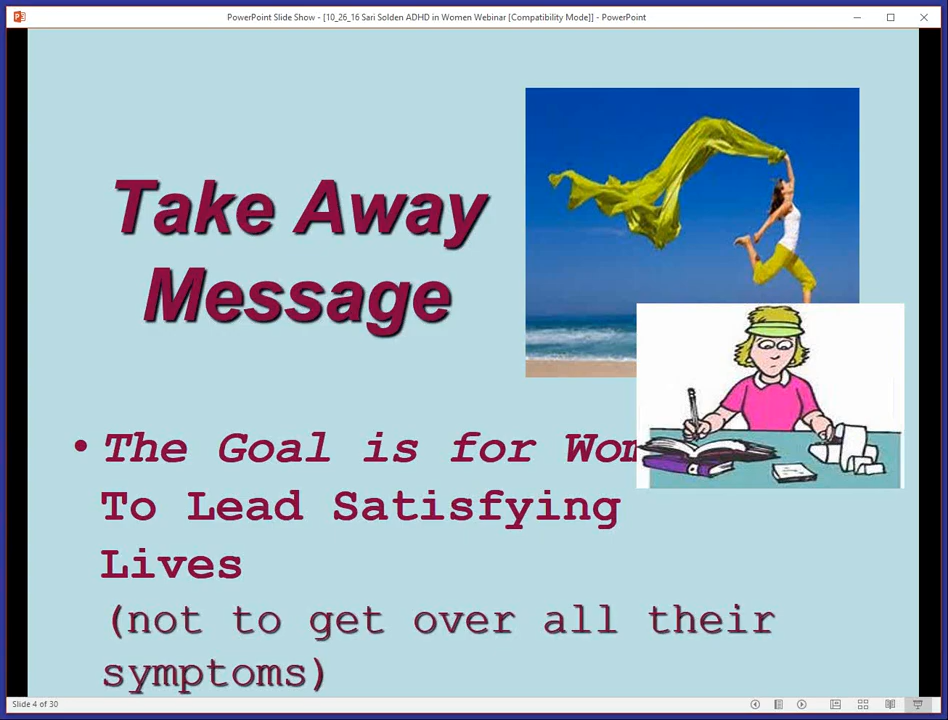 PowerPoint Slide Show - [10_26_16 Sari Solden ADHD in Women Webinar [Compatibility Mode]] - PowerPoint
Take Away
Message
• The Goal is for
To Lead Satisfying
Lives
(not to get over all their
symptoms)
Slide 4 of 30